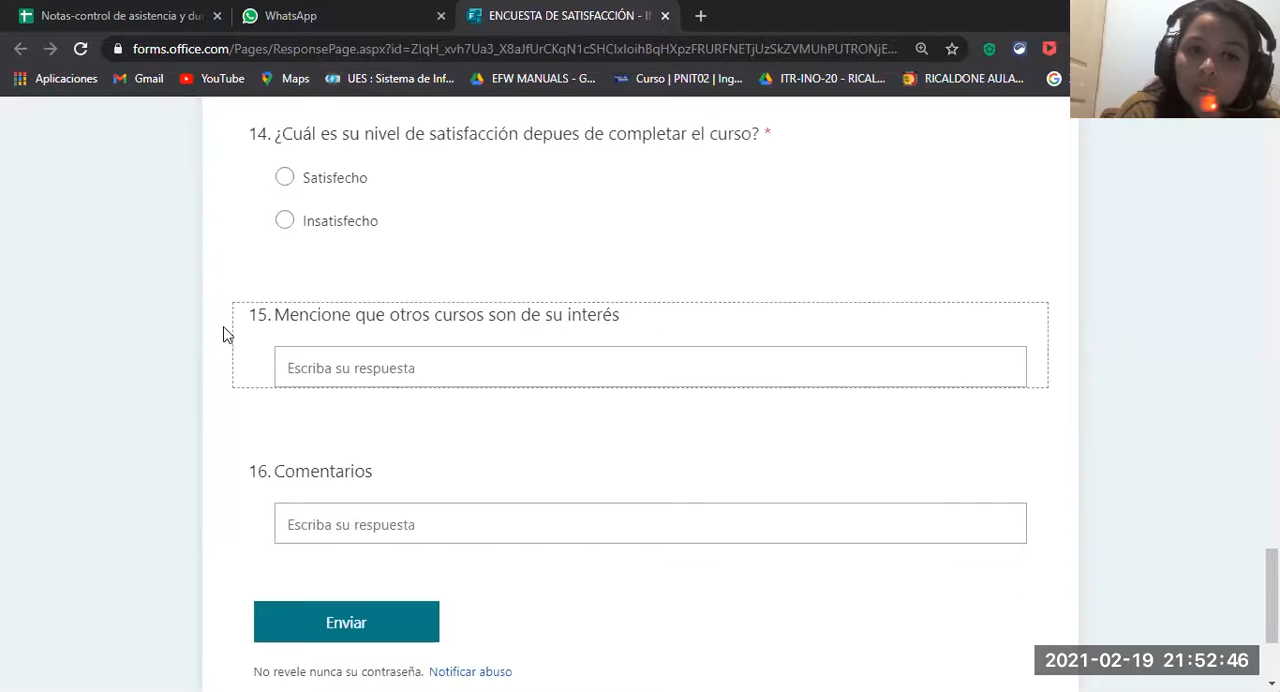 Notas-control de asistencia y du
WhatsApp
ENCUESTA DE SATISFACCIÓN - I
forms.office.com/Pages/ResponsePage.aspx?id=ZIqH_xvh7Ua3_X8aJfUrCKqN1cSHCIxIoihBqHXpzFRURFNETjUzSkZVMUhPUTRONjE...
Aplicaciones
Gmail
YouTube
Maps
UES : Sistema de Inf...
EFW MANUALS - G...
Curso | PNIT02 | Ing...
ITR-INO-20 - RICAL...
RICALDONE AULA...
14. ¿Cuál es su nivel de satisfacción depues de completar el curso? *
Satisfecho
Insatisfecho
15. Mencione que otros cursos son de su interés
Escriba su respuesta
16. Comentarios
Escriba su respuesta
Enviar
No revele nunca su contraseña. Notificar abuso
2021-02-19 21:52:46